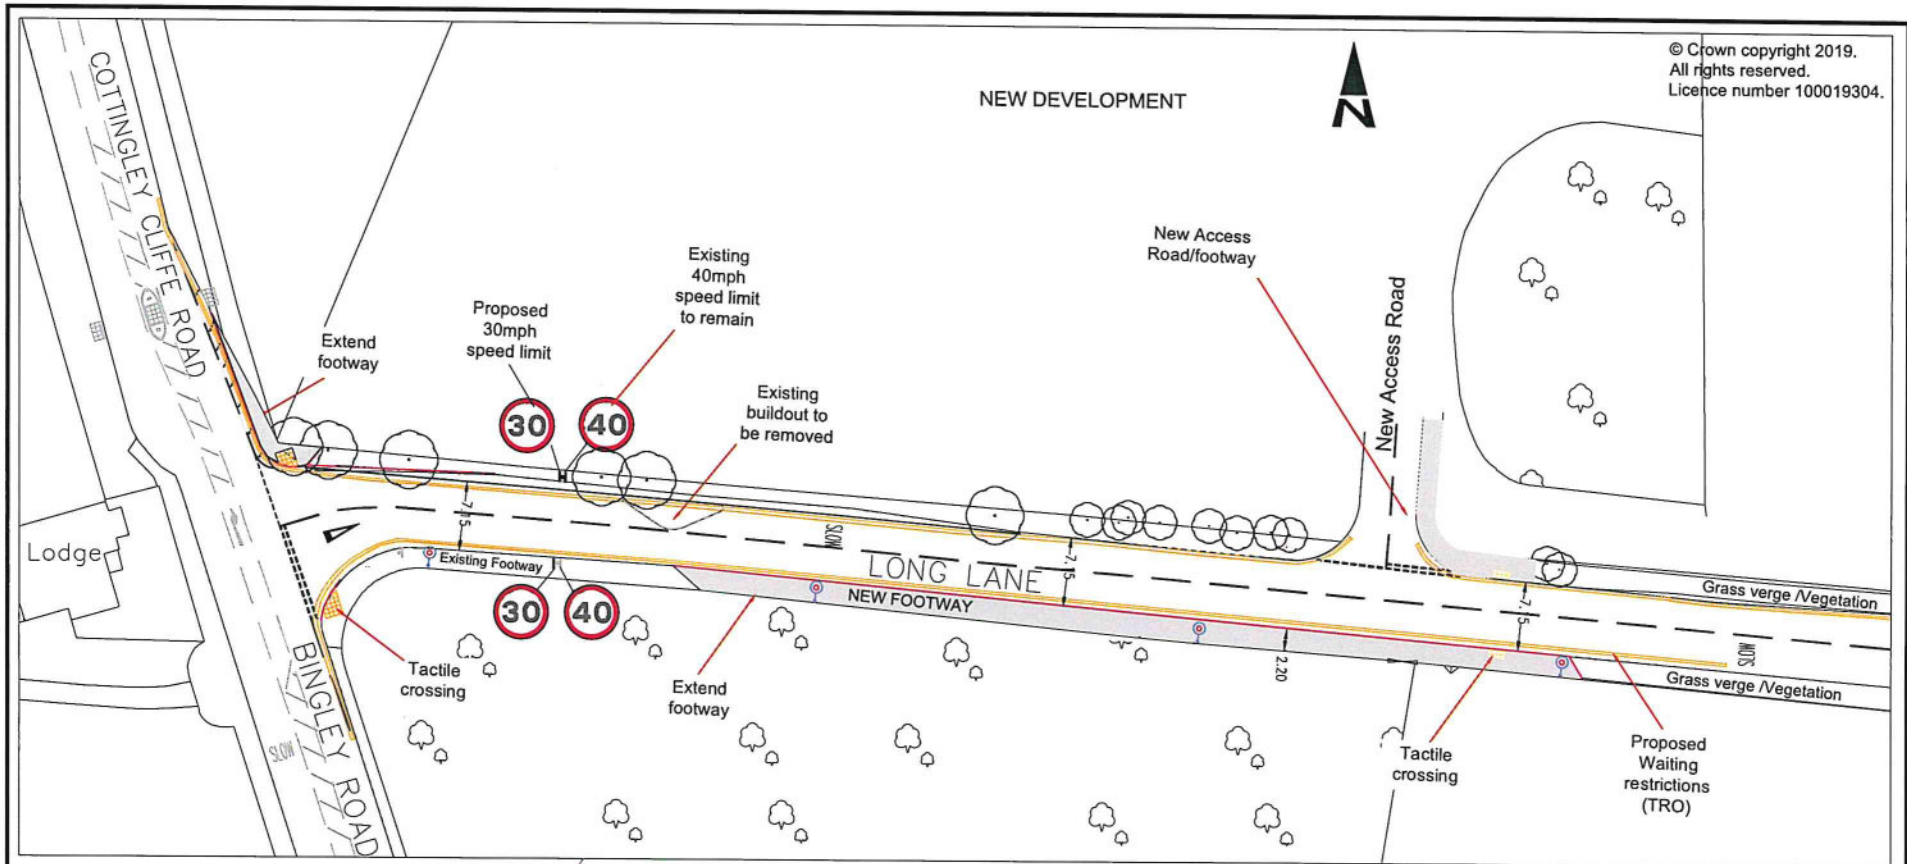 © Crown copyright 2019.
All rights reserved.
Licence number 100019304.
NEW DEVELOPMENT
N
COTTINGLEY CLIFFE ROAD
New Access
Road/footway
Existing
40mph
speed limit
to remain
Proposed
30mph
speed limit
Extend
footway
New Access Road
Existing
buildout to
be removed
30
40
7.15
SLOW
7.15
LONG LANE
Lodge
Existing Footway
30
40
NEW FOOTWAY
7.15
Grass verge /Vegetation
SLOW
2.20
Grass verge /Vegetation
Tactile
crossing
Extend
footway
BINGLEY ROAD
SLOW
Tactile
crossing
Proposed
Waiting
restrictions
(TRO)